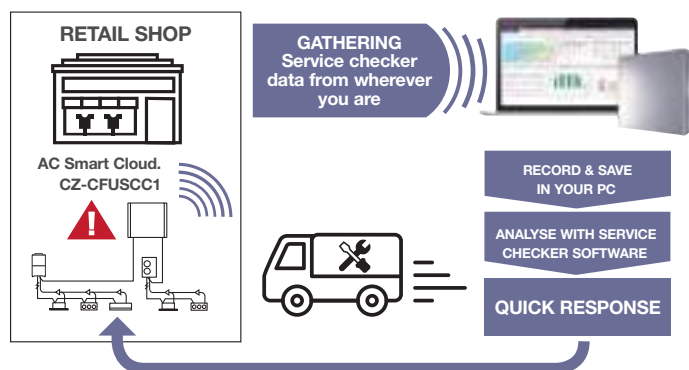 RETAIL SHOP
AC Smart Cloud.
CZ-CFUSCC1
GATHERING
Service checker
data from wherever
you are
RECORD & SAVE
IN YOUR PC
ANALYSE WITH SERVICE
CHECKER SOFTWARE
QUICK RESPONSE